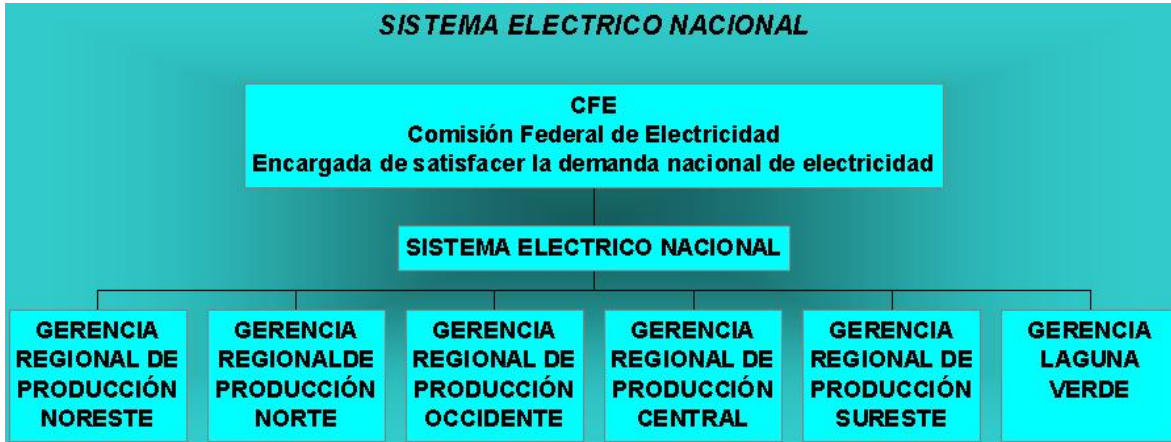 SISTEMA ELECTRICO NACIONAL
CFE
Comisión Federal de Electricidad
Encargada de satisfacer la demanda nacional de electricidad
SISTEMA ELECTRICO NACIONAL
GERENCIA
REGIONAL DE
PRODUCCIÓN
NORESTE
GERENCIA
REGIONALDE
PRODUCCIÓN
NORTE
GERENCIA
REGIONAL DE
PRODUCCIÓN
OCCIDENTE
GERENCIA
REGIONAL DE
PRODUCCIÓN
CENTRAL
GERENCIA
REGIONAL DE
PRODUCCIÓN
SURESTE
GERENCIA
LAGUNA
VERDE